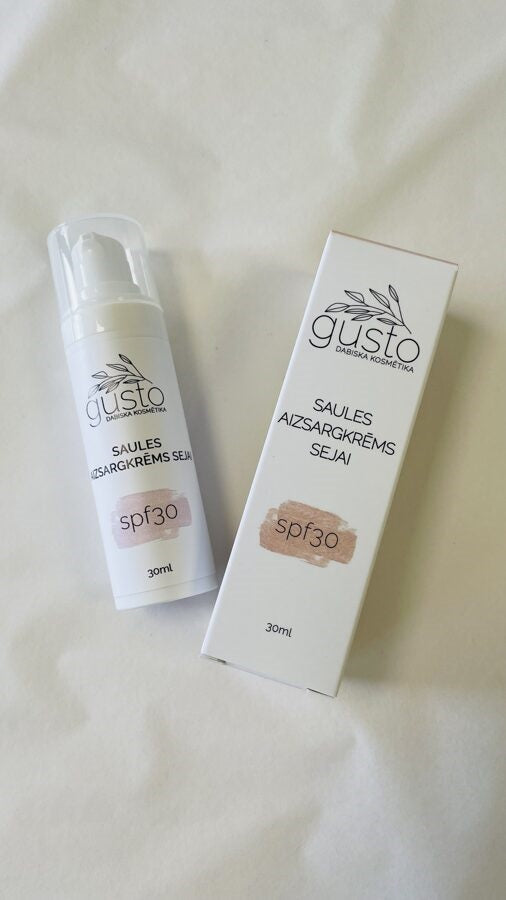 gusto
DABISKA KOSMĒTIKA
SAULES
AIZSARGKRĒMS SEJAI
spf30
30ml
gusto
DABISKA KOSMĒTIKA
SAULES
AIZSARGKRĒMS
SEJAI
spf30
30ml